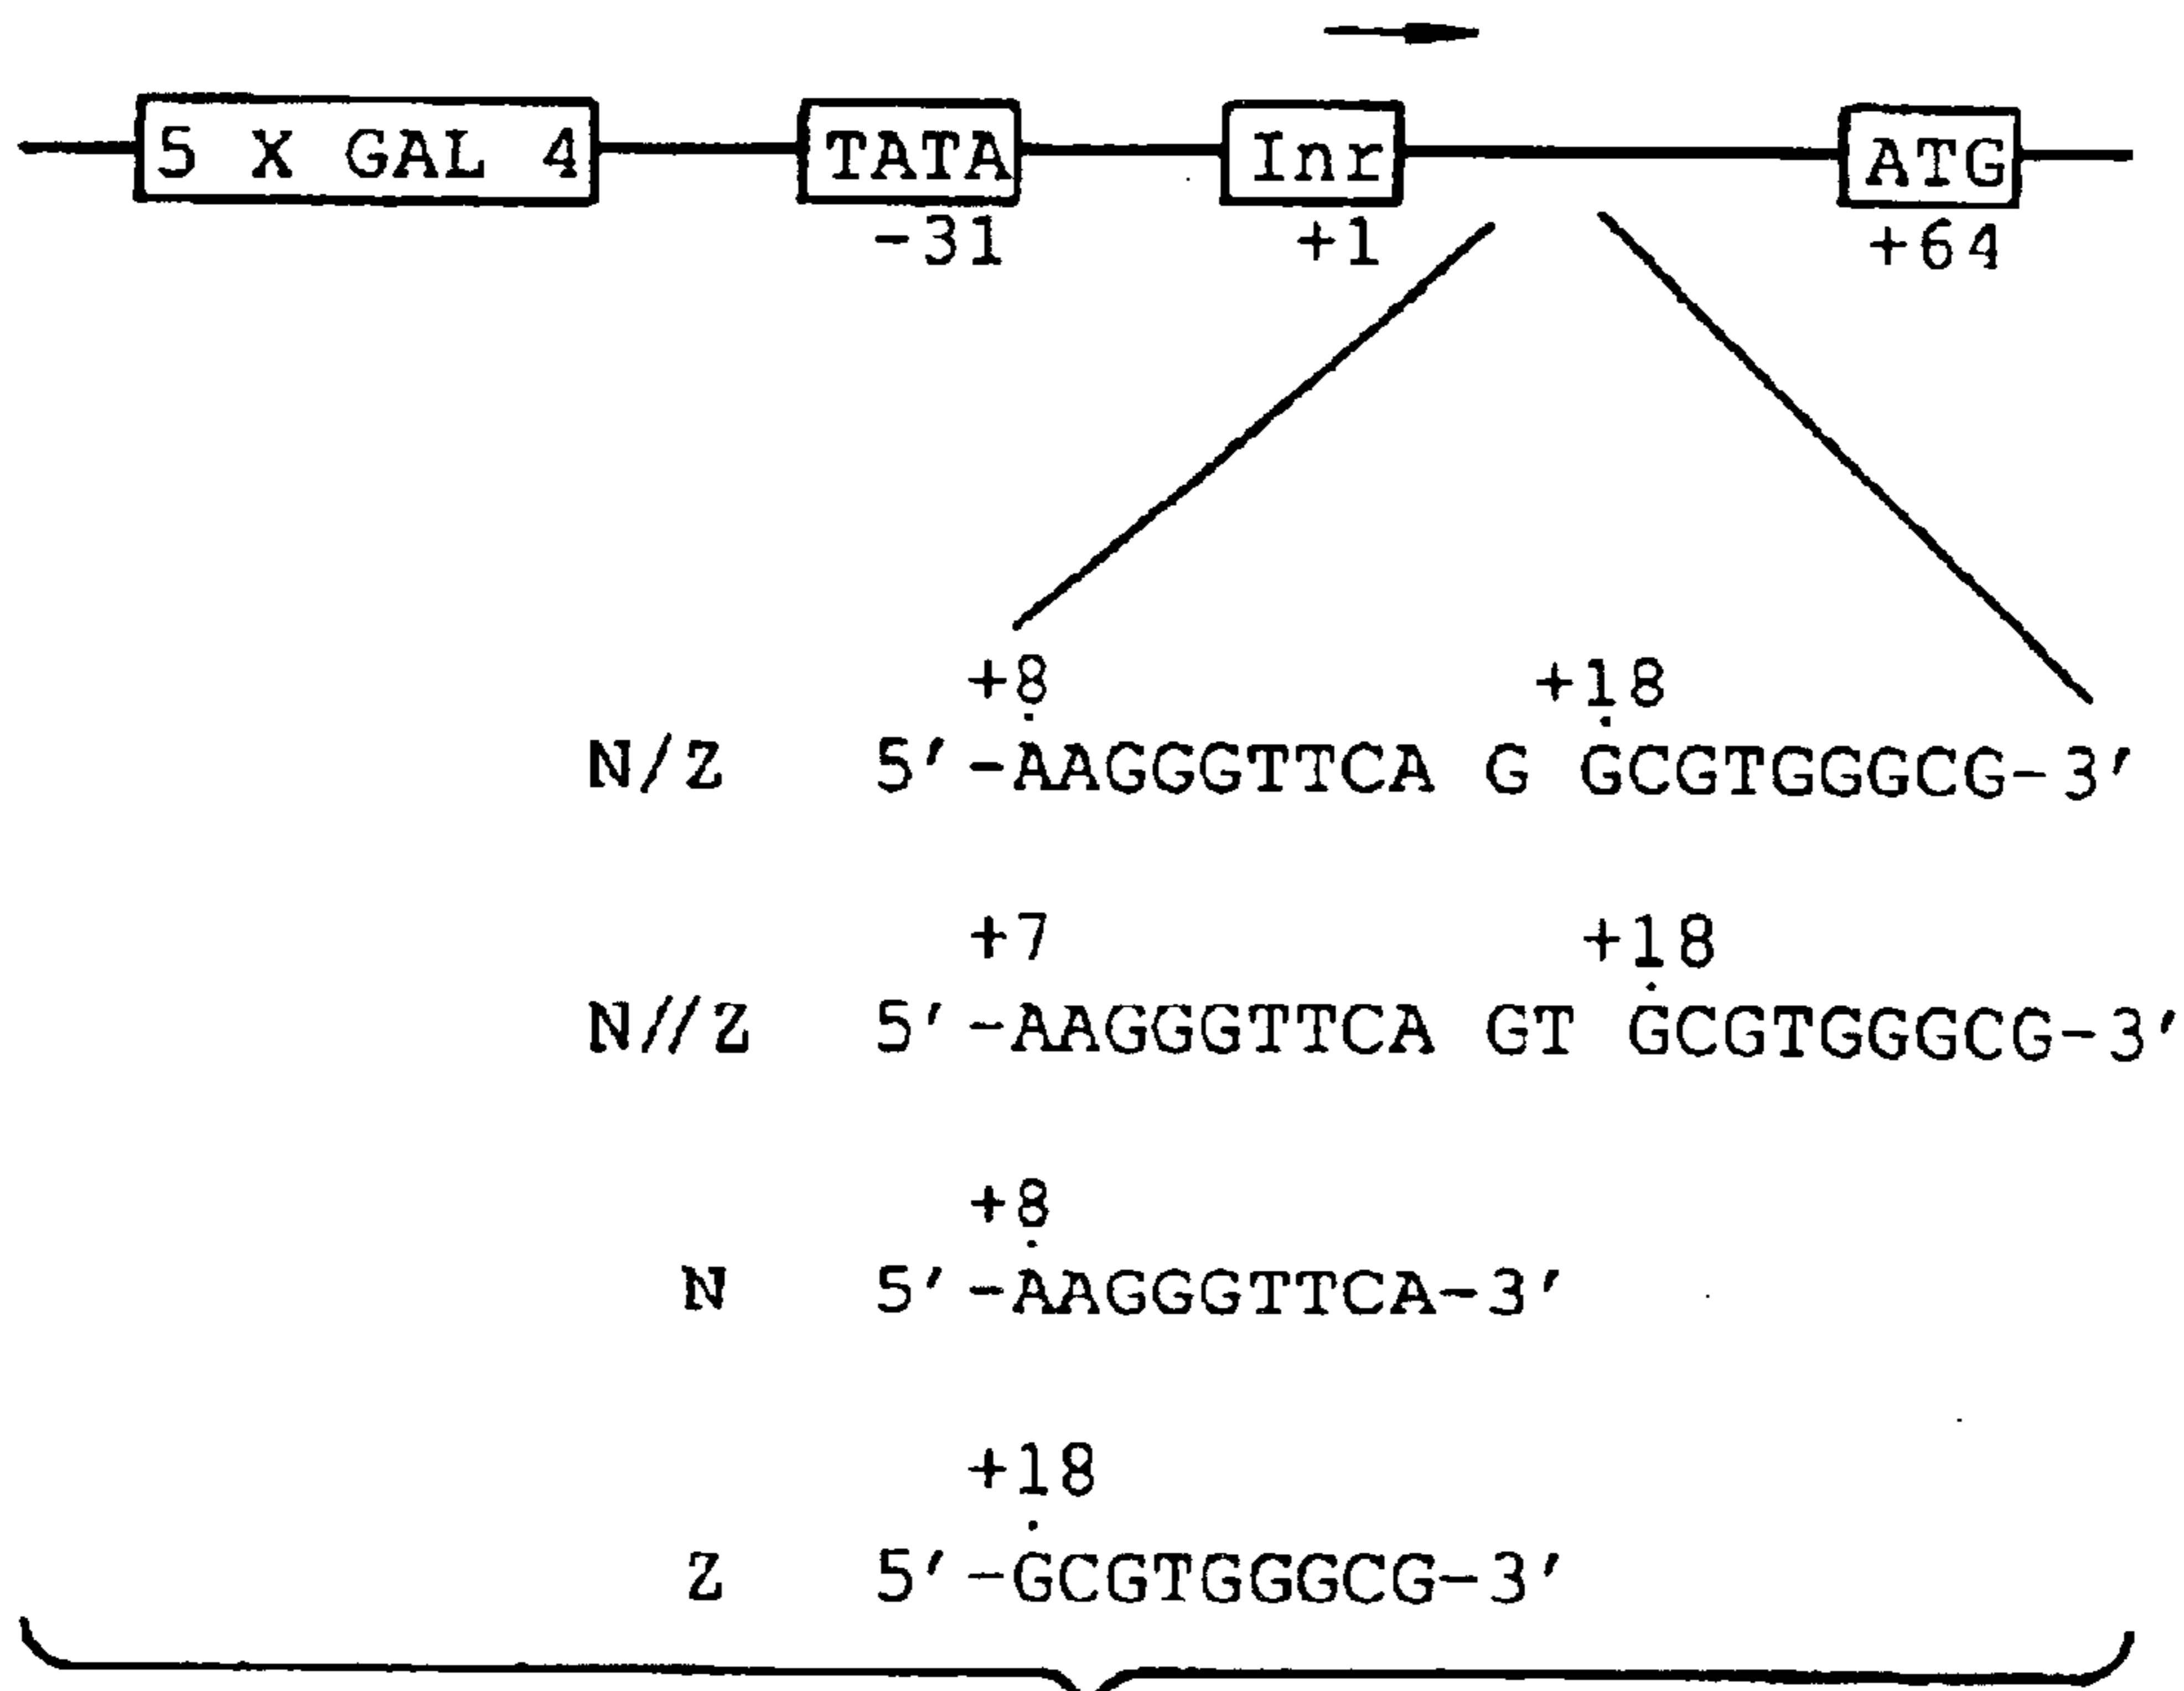 5 X GAL 4 TATA Inr ATG
-31 +1 +64
+8 +18
N/Z 5'-AAGGGTTCA G GCGTGGGCG-3'
+7 +18
N//Z 5'-AAGGGTTCA GT GCGTGGGCG-3'
+8
N 5'-AAGGGTTCA-3'
+18
Z 5'-GCGTGGGCG-3'